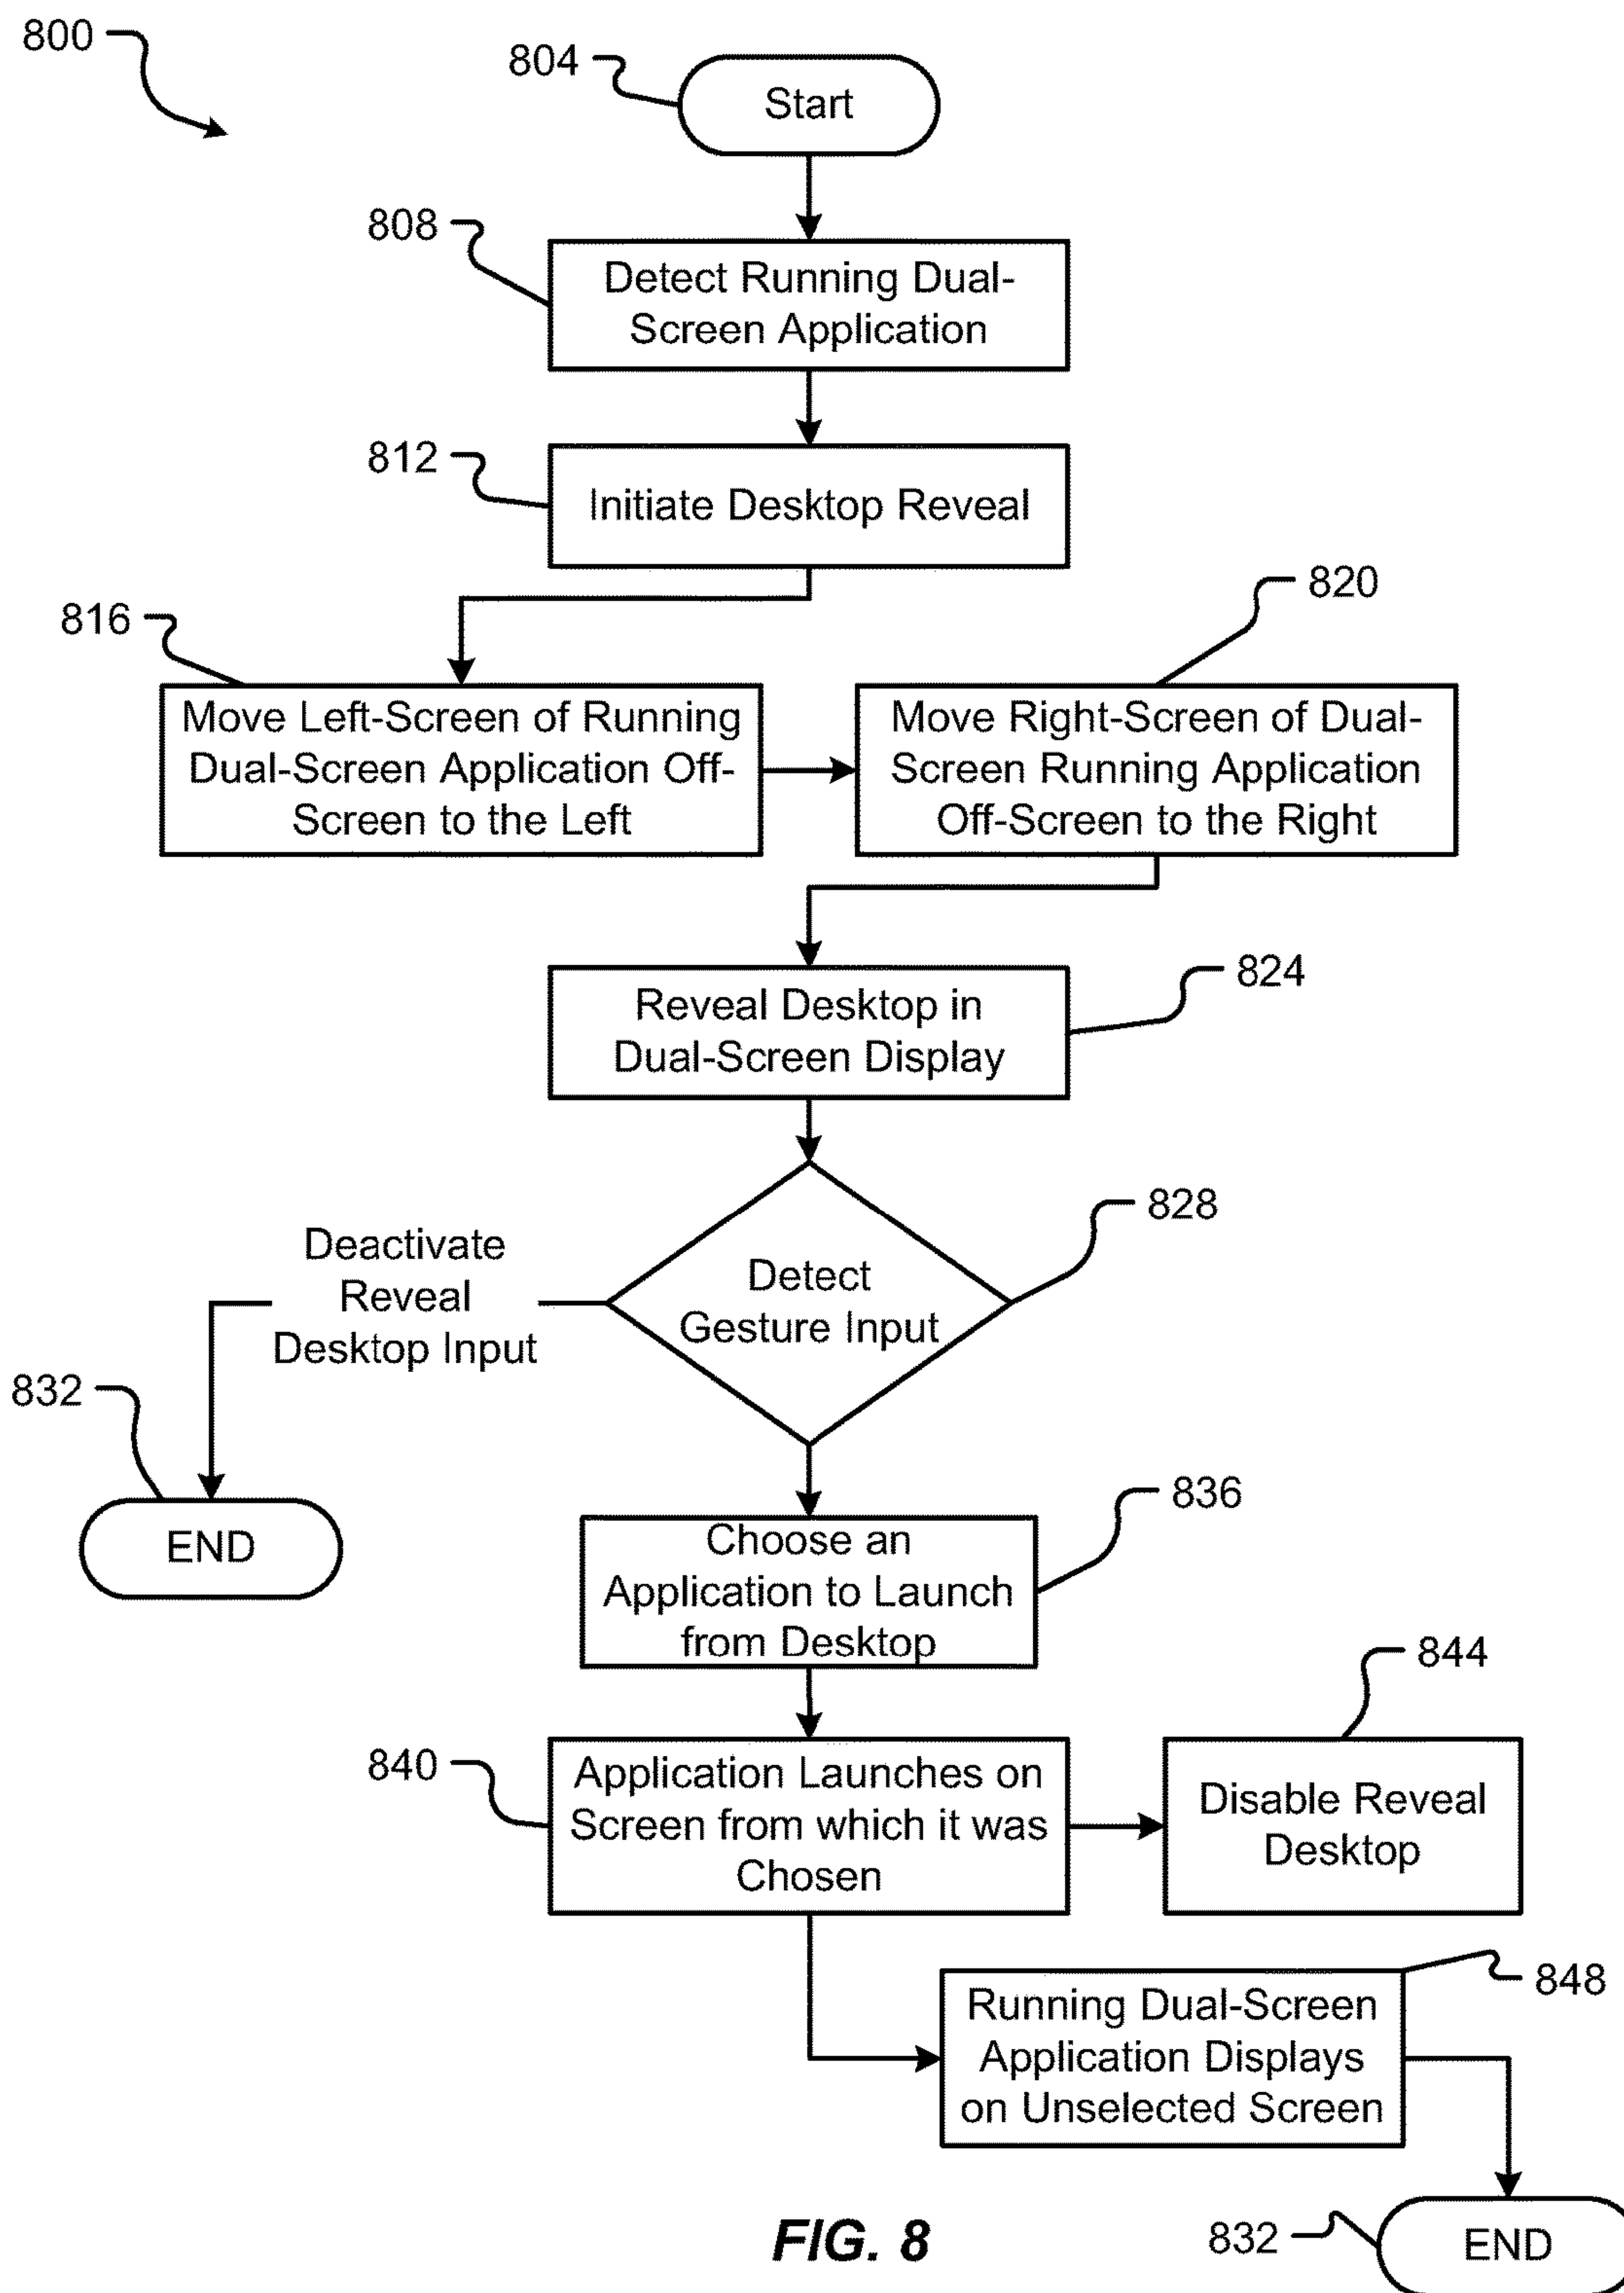 800
804
Start
808
Detect Running Dual-
Screen Application
812
Initiate Desktop Reveal
816
820
Move Left-Screen of Running
Dual-Screen Application Off-
Screen to the Left
Move Right-Screen of Dual-
Screen Running Application
Off-Screen to the Right
Reveal Desktop in
Dual-Screen Display
824
828
Detect
Gesture Input
Deactivate
Reveal
Desktop Input
832
END
836
Choose an
Application to Launch
from Desktop
840
Application Launches on
Screen from which it was
Chosen
844
Disable Reveal
Desktop
848
Running Dual-Screen
Application Displays
on Unselected Screen
832
END
FIG. 8